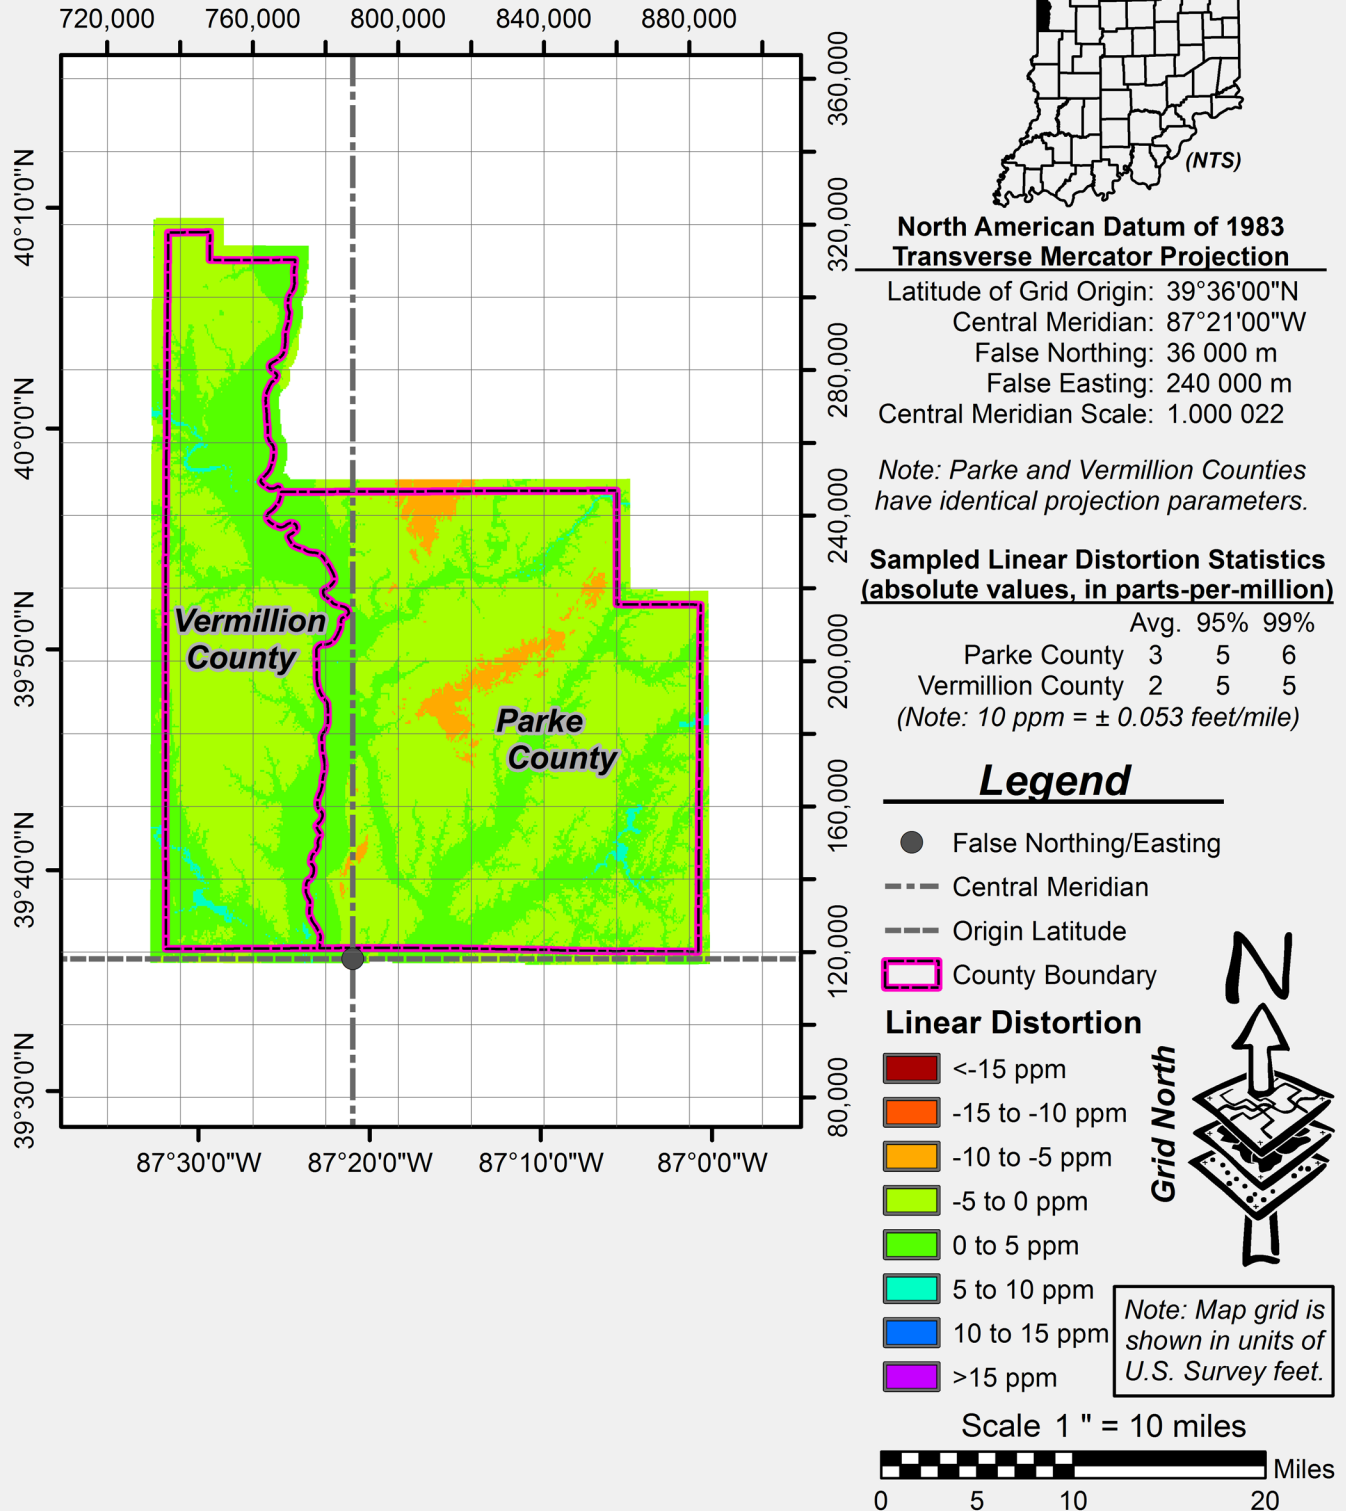 720,000 760,000 800,000 840,000 880,000
360,000
320,000
280,000
240,000
200,000
160,000
120,000
80,000
40°10'0"N
40°0'0"N
39°50'0"N
39°40'0"N
39°30'0"N
87°30'0"W 87°20'0"W 87°10'0"W 87°0'0"W
Vermillion
County
Parke
County
(NTS)
North American Datum of 1983
Transverse Mercator Projection
Latitude of Grid Origin: 39°36'00"N
Central Meridian: 87°21'00"W
False Northing: 36 000 m
False Easting: 240 000 m
Central Meridian Scale: 1.000 022
Note: Parke and Vermillion Counties
have identical projection parameters.
Sampled Linear Distortion Statistics
(absolute values, in parts-per-million)
Avg. 95% 99%
Parke County 3 5 6
Vermillion County 2 5 5
(Note: 10 ppm = ± 0.053 feet/mile)
Legend
False Northing/Easting
Central Meridian
Origin Latitude
County Boundary
Linear Distortion
<-15 ppm
-15 to -10 ppm
-10 to -5 ppm
-5 to 0 ppm
0 to 5 ppm
5 to 10 ppm
10 to 15 ppm
>15 ppm
N
Grid North
Note: Map grid is
shown in units of
U.S. Survey feet.
Scale 1 " = 10 miles
Miles
0 5 10 20